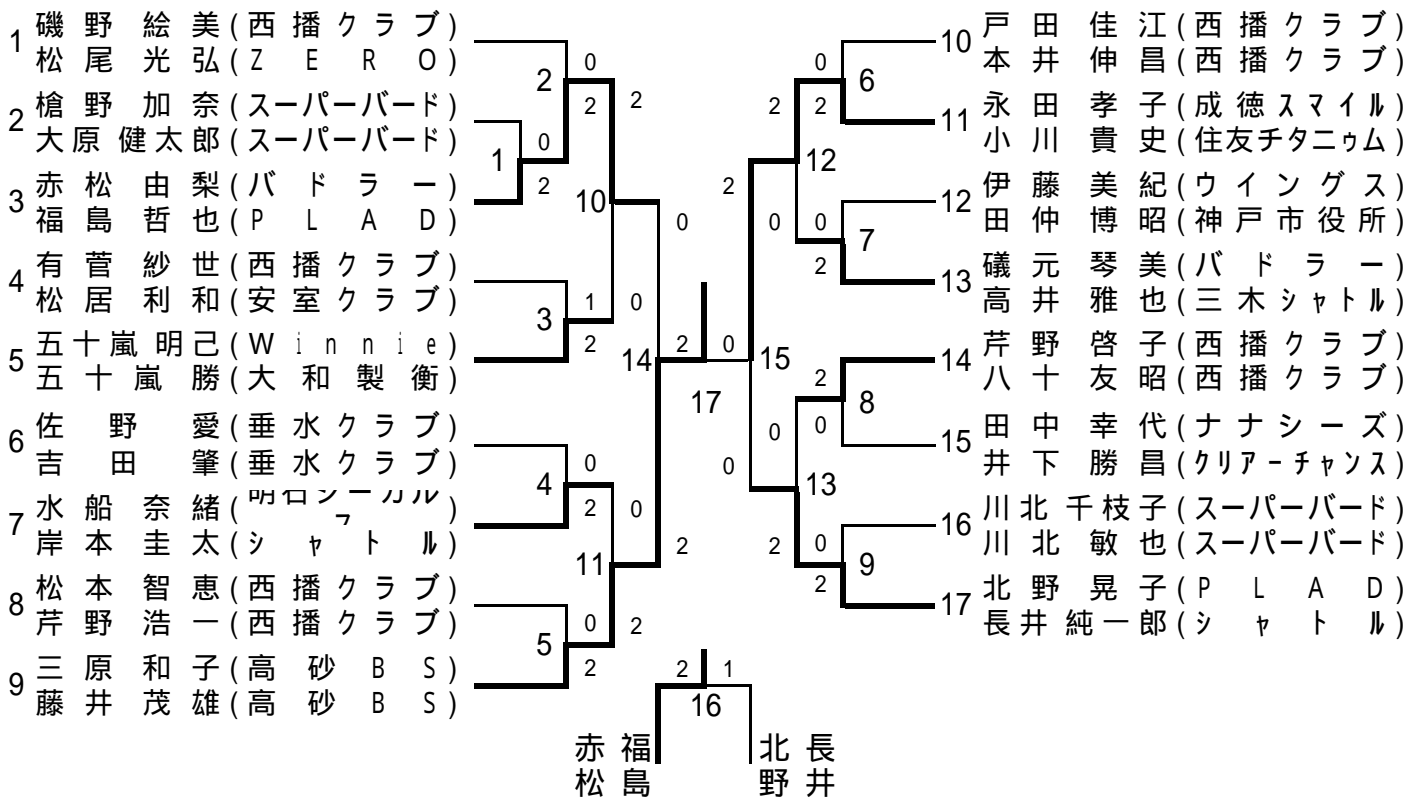 1 磯野絵美(西播クラブ)
松尾光弘(ZERO)
2 槍野加奈(スーパーバード)
大原健太郎(スーパーバード)
3 赤松由梨(バドラー)
福島哲也(PLAD)
4 有菅紗世(西播クラブ)
松居利和(安室クラブ)
5 五十嵐明己(Winnie)
五十嵐勝(大和製衡)
6 佐野愛(垂水クラブ)
吉田肇(垂水クラブ)
7 水船奈緒(明石シーガル)
岸本圭太(シャトル)
8 松本智恵(西播クラブ)
芹野浩一(西播クラブ)
9 三原和子(高砂BS)
藤井茂雄(高砂BS)
2
0
2
1
0
2
10
2
3
1
2
0
4
0
2
11
0
5
0
2
2
14
0
2
2
0
17
15
2
0
12
2
0
6
0
2
7
0
2
13
0
2
8
2
0
9
0
2
10 戸田佳江(西播クラブ)
本井伸昌(西播クラブ)
11 永田孝子(成徳スマイル)
小川貴史(住友チタニゥム)
12 伊藤美紀(ウイングス)
田仲博昭(神戸市役所)
13 礒元琴美(バドラー)
高井雅也(三木シャトル)
14 芹野啓子(西播クラブ)
八十友昭(西播クラブ)
15 田中幸代(ナナシーズ)
井下勝昌(クリアーチャンス)
16 川北千枝子(スーパーバード)
川北敏也(スーパーバード)
17 北野晃子(PLAD)
長井純一郎(シャトル)
2 1
16
赤松 福島
北野 長井